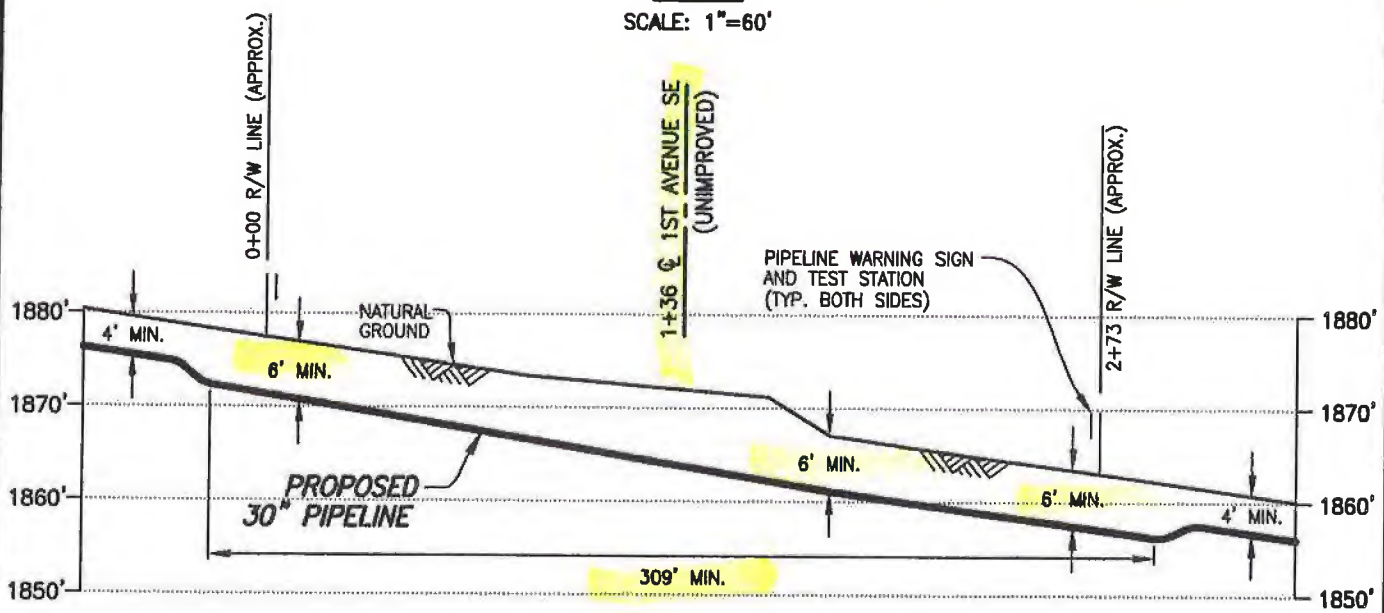 SCALE: 1"=60'
0+00 R/W LINE (APPROX.)
1+36 ℄ 1ST AVENUE SE
(UNIMPROVED)
2+73 R/W LINE (APPROX.)
PIPELINE WARNING SIGN
AND TEST STATION
(TYP. BOTH SIDES)
NATURAL
GROUND
1880'
1880'
4' MIN.
6' MIN.
1870'
1870'
6' MIN.
6' MIN.
4' MIN.
PROPOSED
30" PIPELINE
1860'
1860'
309' MIN.
1850'
1850'